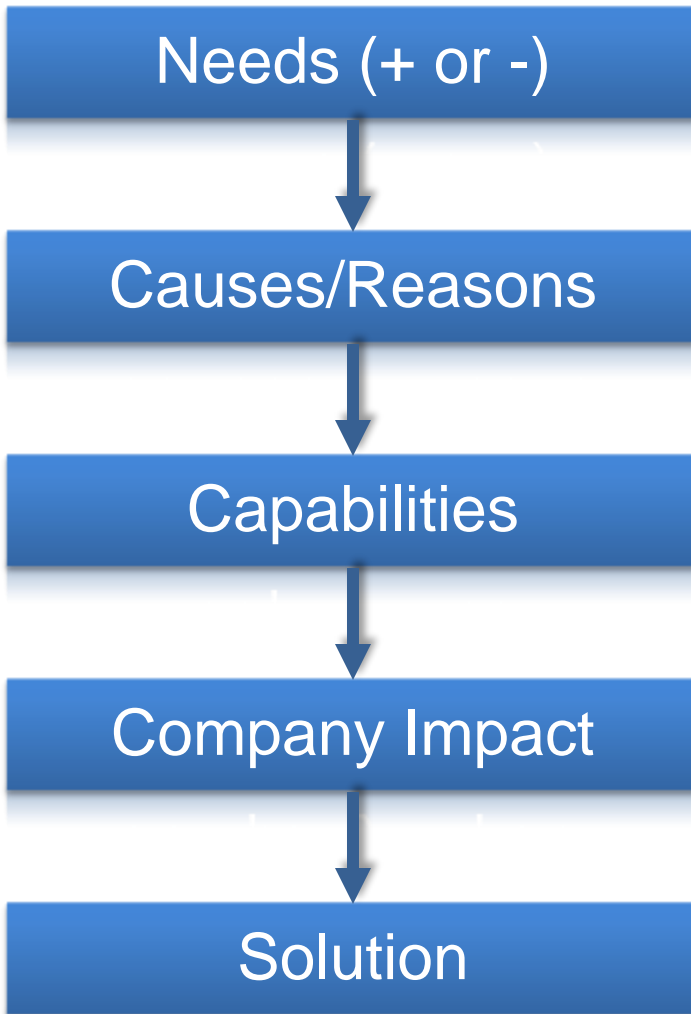 Needs (+ or -)
Causes/Reasons
Capabilities
Company Impact
Solution